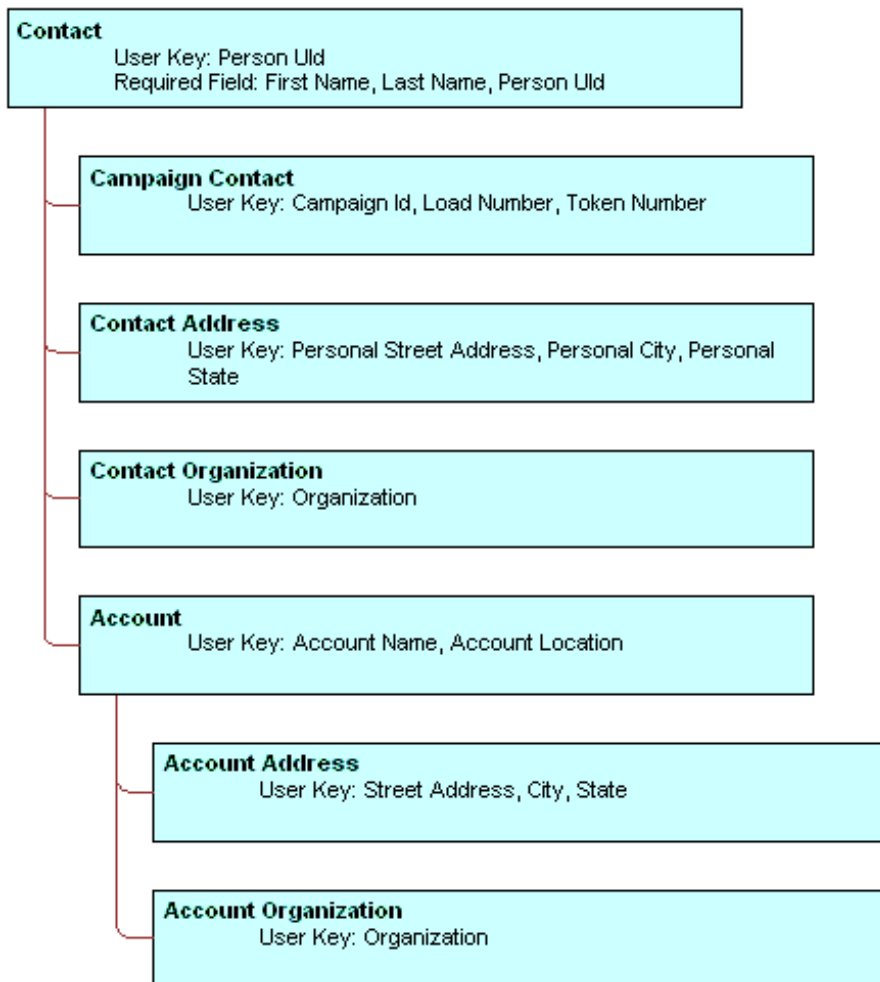 Contact
User Key: Person UId
Required Field: First Name, Last Name, Person UId
Campaign Contact
User Key: Campaign Id, Load Number, Token Number
Contact Address
User Key: Personal Street Address, Personal City, Personal
State
Contact Organization
User Key: Organization
Account
User Key: Account Name, Account Location
Account Address
User Key: Street Address, City, State
Account Organization
User Key: Organization